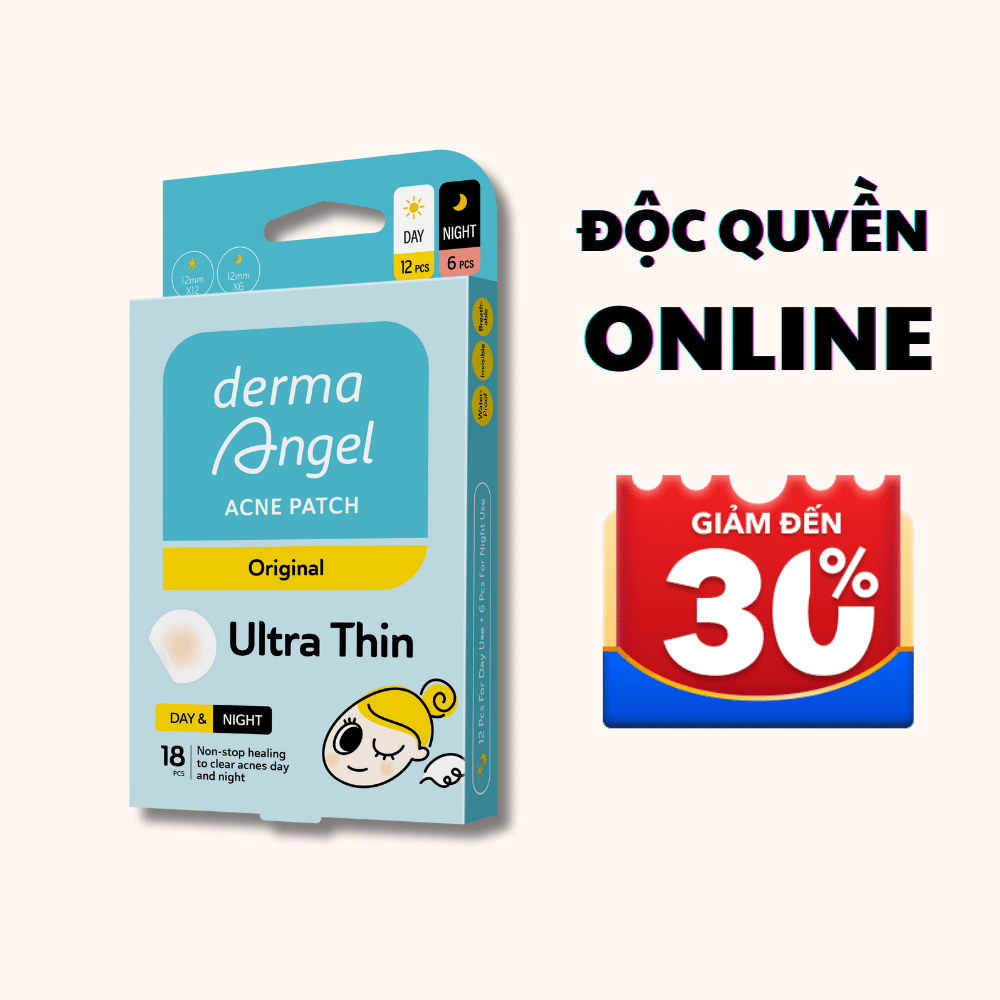 DAY
12 PCS
NIGHT
6 PCS
12mm
X12
12mm
X6
derma
Angel
ACNE PATCH
Original
Ultra Thin
DAY & NIGHT
18
PCS
Non-stop healing
to clear acnes day
and night
Breath-
able
Invisible
Water-
Proof
12 Pcs For Day Use + 6 Pcs For Night Use
ĐỘC QUYỀN
ONLINE
GIẢM ĐẾN
30%